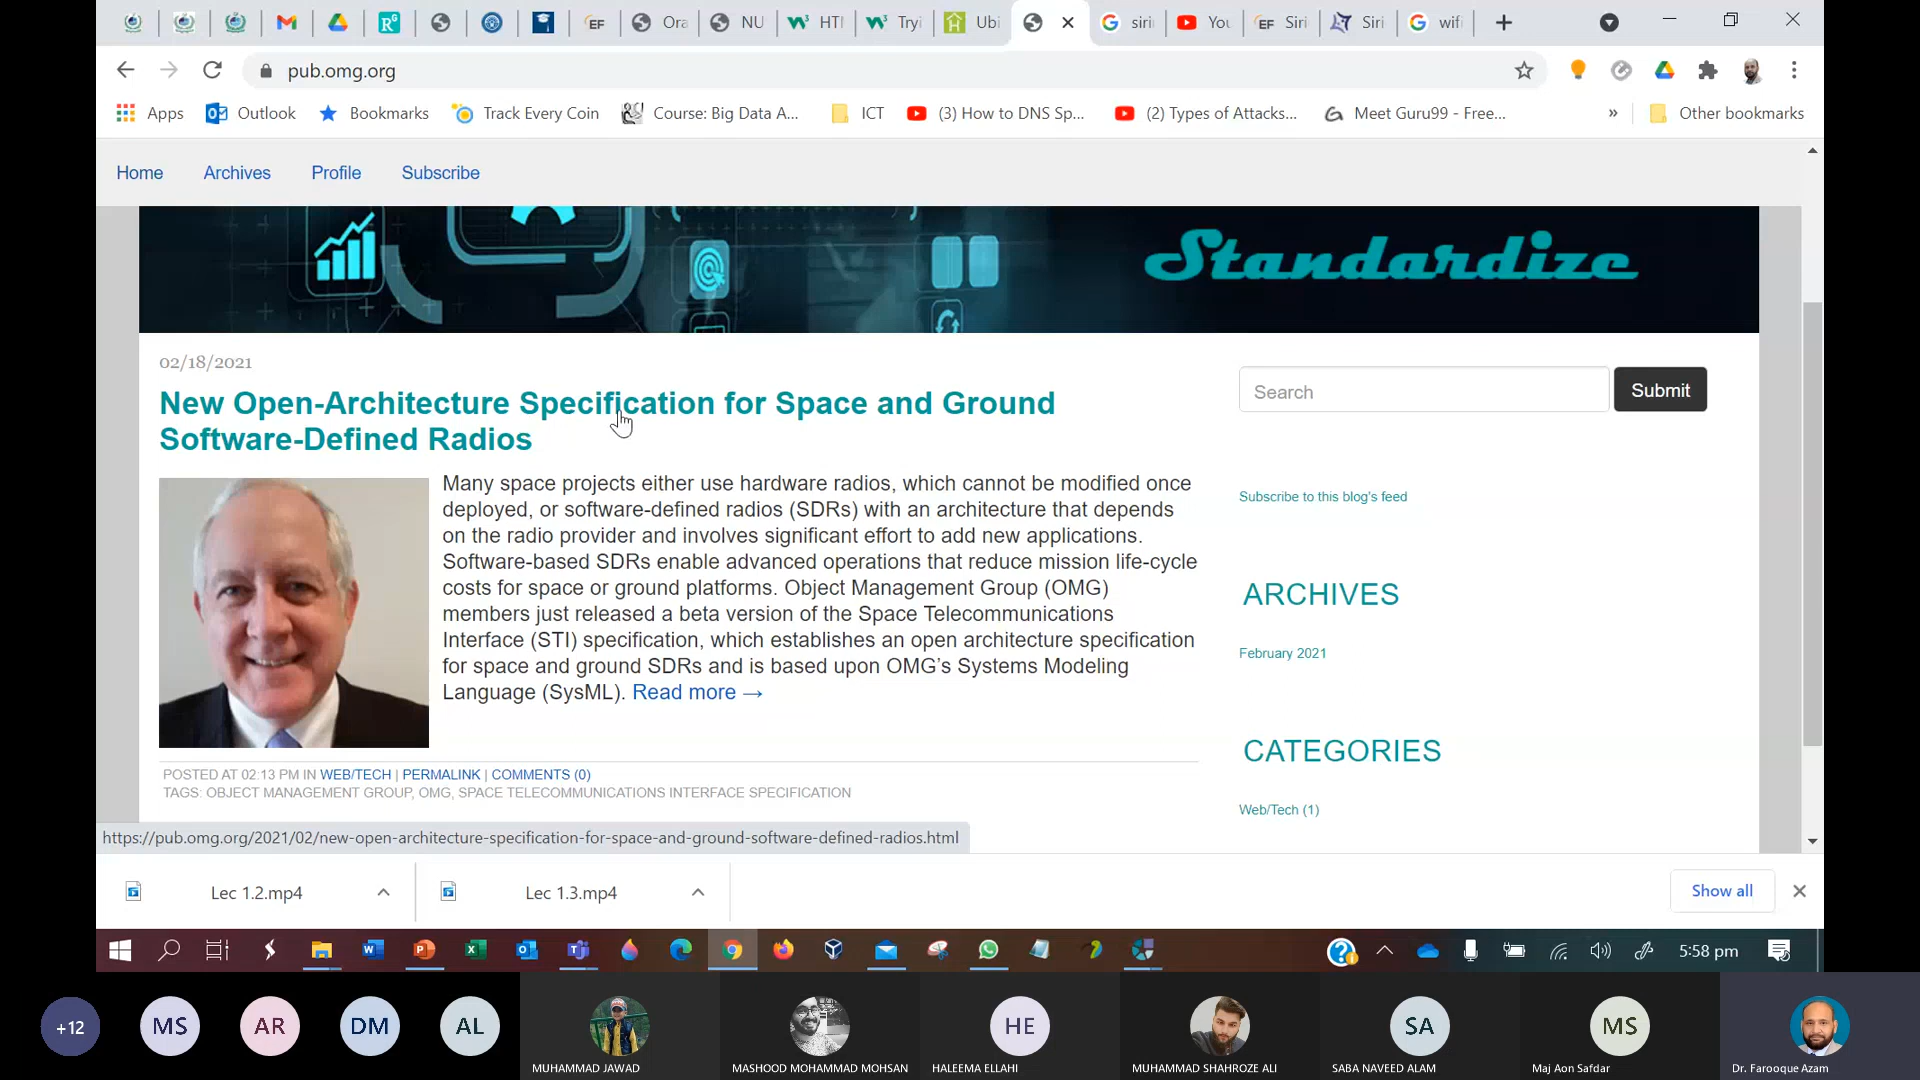 Ora
NU
HTI
Tryi
Ubi
siri
You
EF
Siri
Siri
wifi
pub.omg.org
Apps
Outlook
Bookmarks
Track Every Coin
Course: Big Data A...
ICT
(3) How to DNS Sp...
(2) Types of Attacks...
Meet Guru99 - Free...
»
Other bookmarks
Home
Archives
Profile
Subscribe
Standardize
02/18/2021
New Open-Architecture Specification for Space and Ground
Software-Defined Radios
Many space projects either use hardware radios, which cannot be modified once
deployed, or software-defined radios (SDRs) with an architecture that depends
on the radio provider and involves significant effort to add new applications.
Software-based SDRs enable advanced operations that reduce mission life-cycle
costs for space or ground platforms. Object Management Group (OMG)
members just released a beta version of the Space Telecommunications
Interface (STI) specification, which establishes an open architecture specification
for space and ground SDRs and is based upon OMG’s Systems Modeling
Language (SysML). Read more →
POSTED AT 02:13 PM IN WEB/TECH | PERMALINK | COMMENTS (0)
TAGS: OBJECT MANAGEMENT GROUP, OMG, SPACE TELECOMMUNICATIONS INTERFACE SPECIFICATION
Search
Submit
Subscribe to this blog's feed
ARCHIVES
February 2021
CATEGORIES
Web/Tech (1)
https://pub.omg.org/2021/02/new-open-architecture-specification-for-space-and-ground-software-defined-radios.html
Lec 1.2.mp4
Lec 1.3.mp4
Show all
5:58 pm
+12
MS
AR
DM
AL
MUHAMMAD JAWAD
MASHOOD MOHAMMAD MOHSAN
HE
HALEEMA ELLAHI
MUHAMMAD SHAHROZE ALI
SA
SABA NAVEED ALAM
MS
Maj Aon Safdar
Dr. Farooque Azam